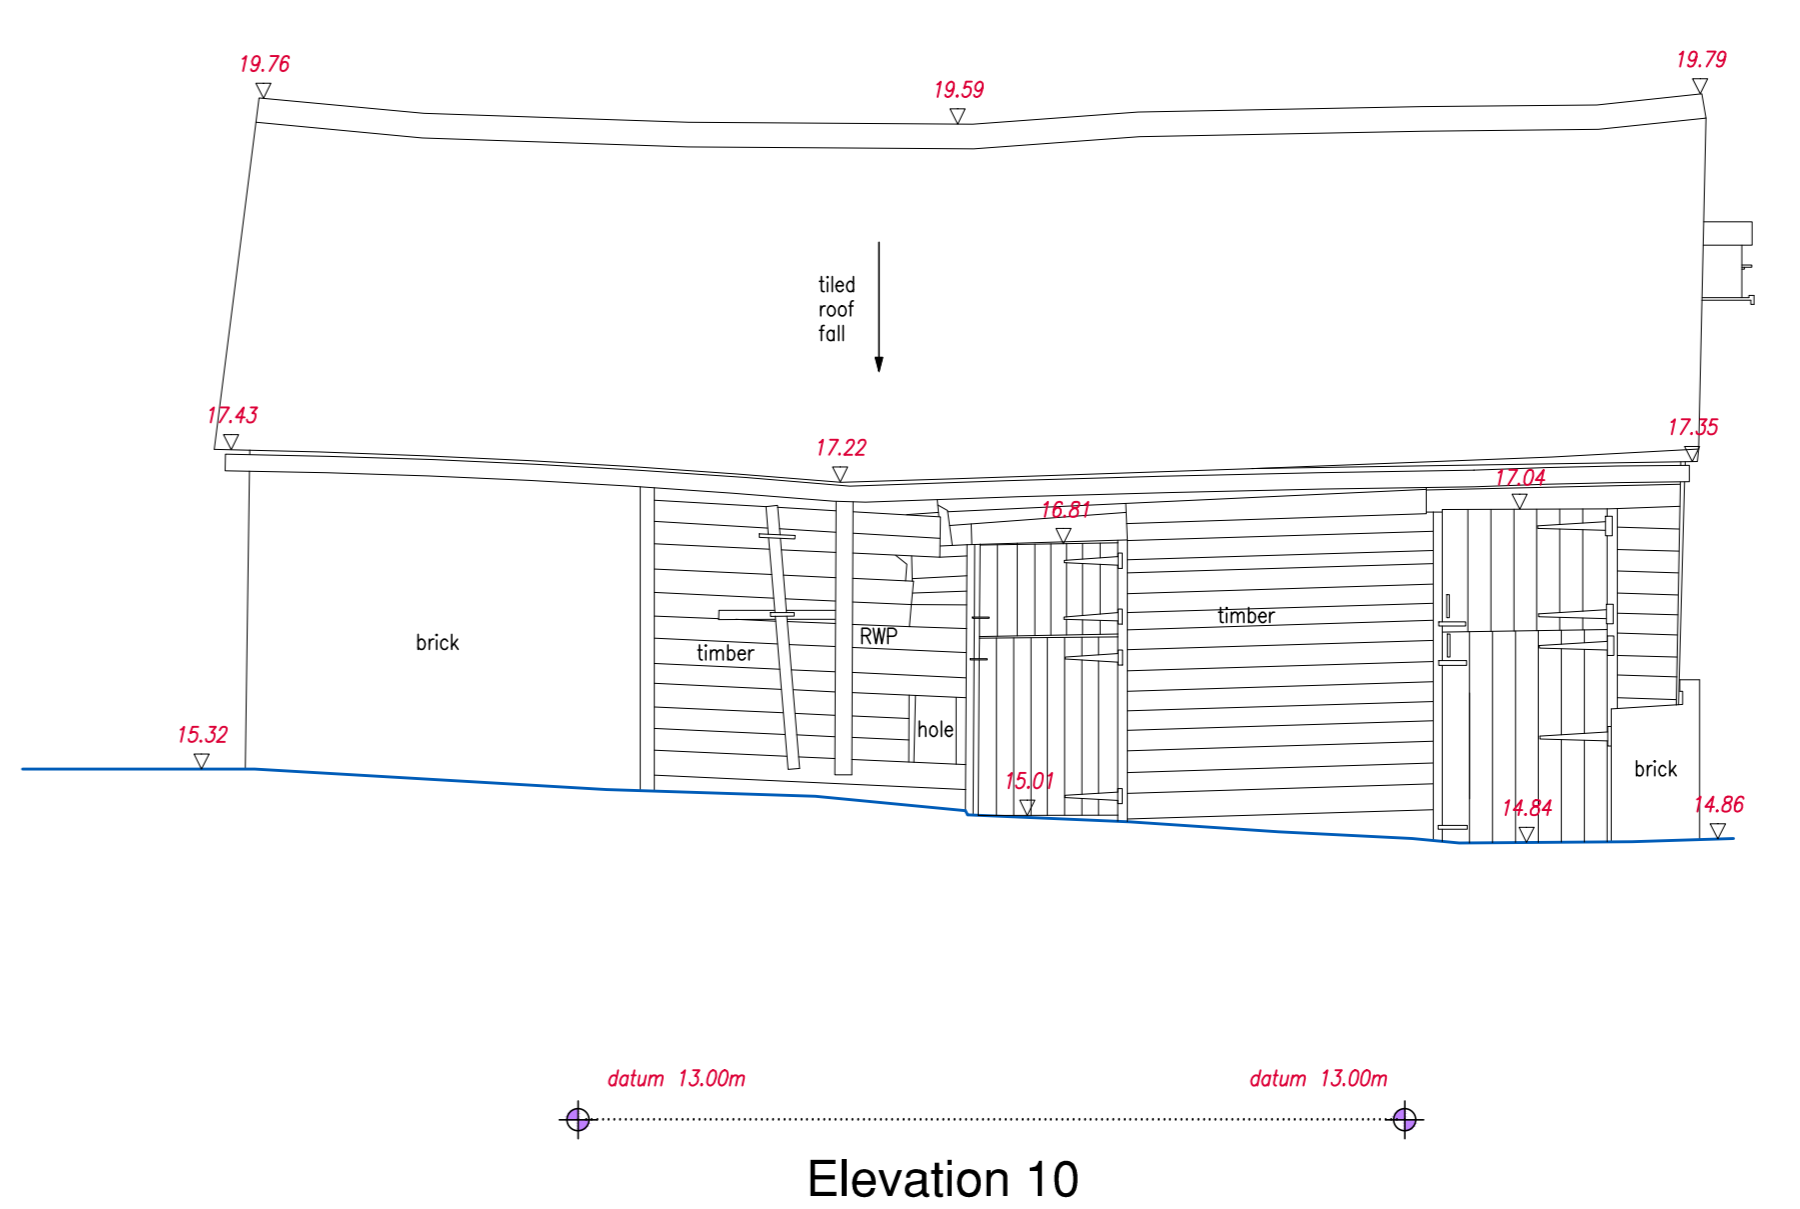 19.79
19.76
19.59
tiled
roof
fall
17.43
17.35
17.22
17.04
16.81
timber
RWP
brick
timber
hole
15.32
brick
15.01
14.84
14.86
datum 13.00m
datum 13.00m
Elevation 10